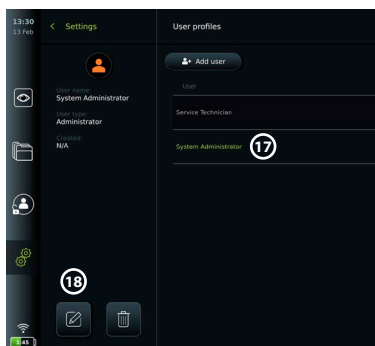 13:30
13 Feb
Settings
User profiles
Add user
User name:
System Administrator
User type:
Administrator
Created:
N/A
User
Service Technician
System Administrator
17
18
1:45